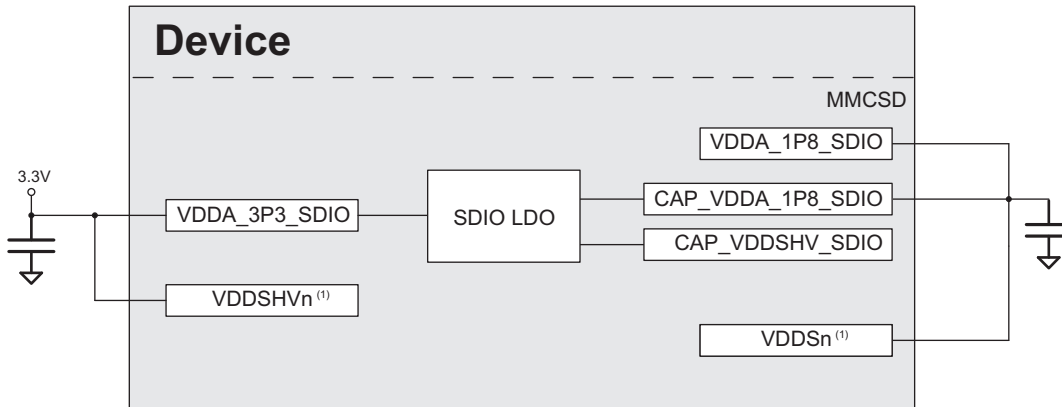 Device
MMCSD
VDDA_1P8_SDIO
3.3V
VDDA_3P3_SDIO
SDIO LDO
CAP_VDDA_1P8_SDIO
CAP_VDDSHV_SDIO
VDDSHVn (1)
VDDSn (1)